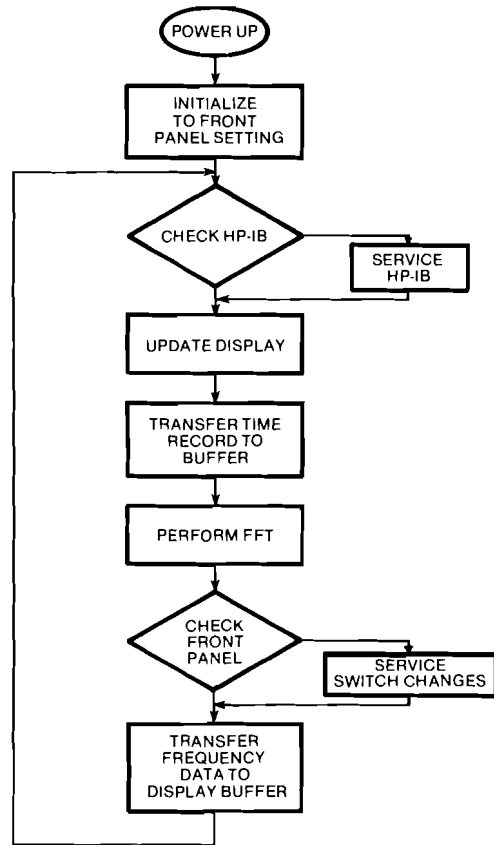 POWER UP
INITIALIZE
TO FRONT
PANEL SETTING
CHECK HP-IB
SERVICE
HP-IB
UPDATE DISPLAY
TRANSFER TIME
RECORD TO
BUFFER
PERFORM FFT
CHECK
FRONT
PANEL
SERVICE
SWITCH CHANGES
TRANSFER
FREQUENCY
DATA TO
DISPLAY BUFFER